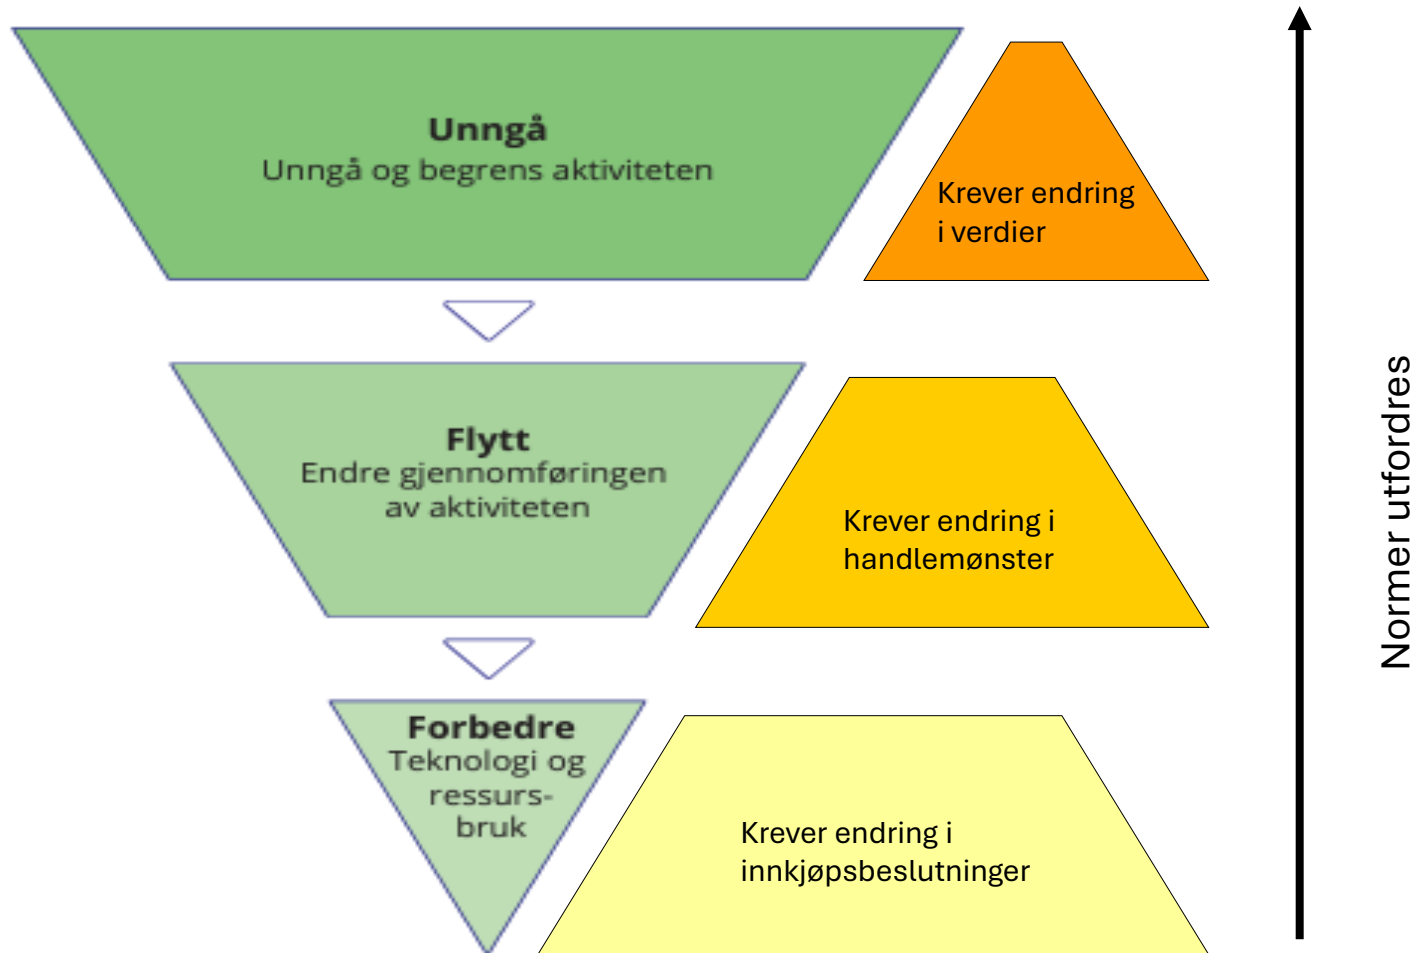 Unngå
Unngå og begrens aktiviteten
Krever endring
i verdier
Flytt
Endre gjennomføringen
av aktiviteten
Krever endring i
handlemønster
Forbedre
Teknologi og
ressurs-
bruk
Krever endring i
innkjøpsbeslutninger
Normer utfordres